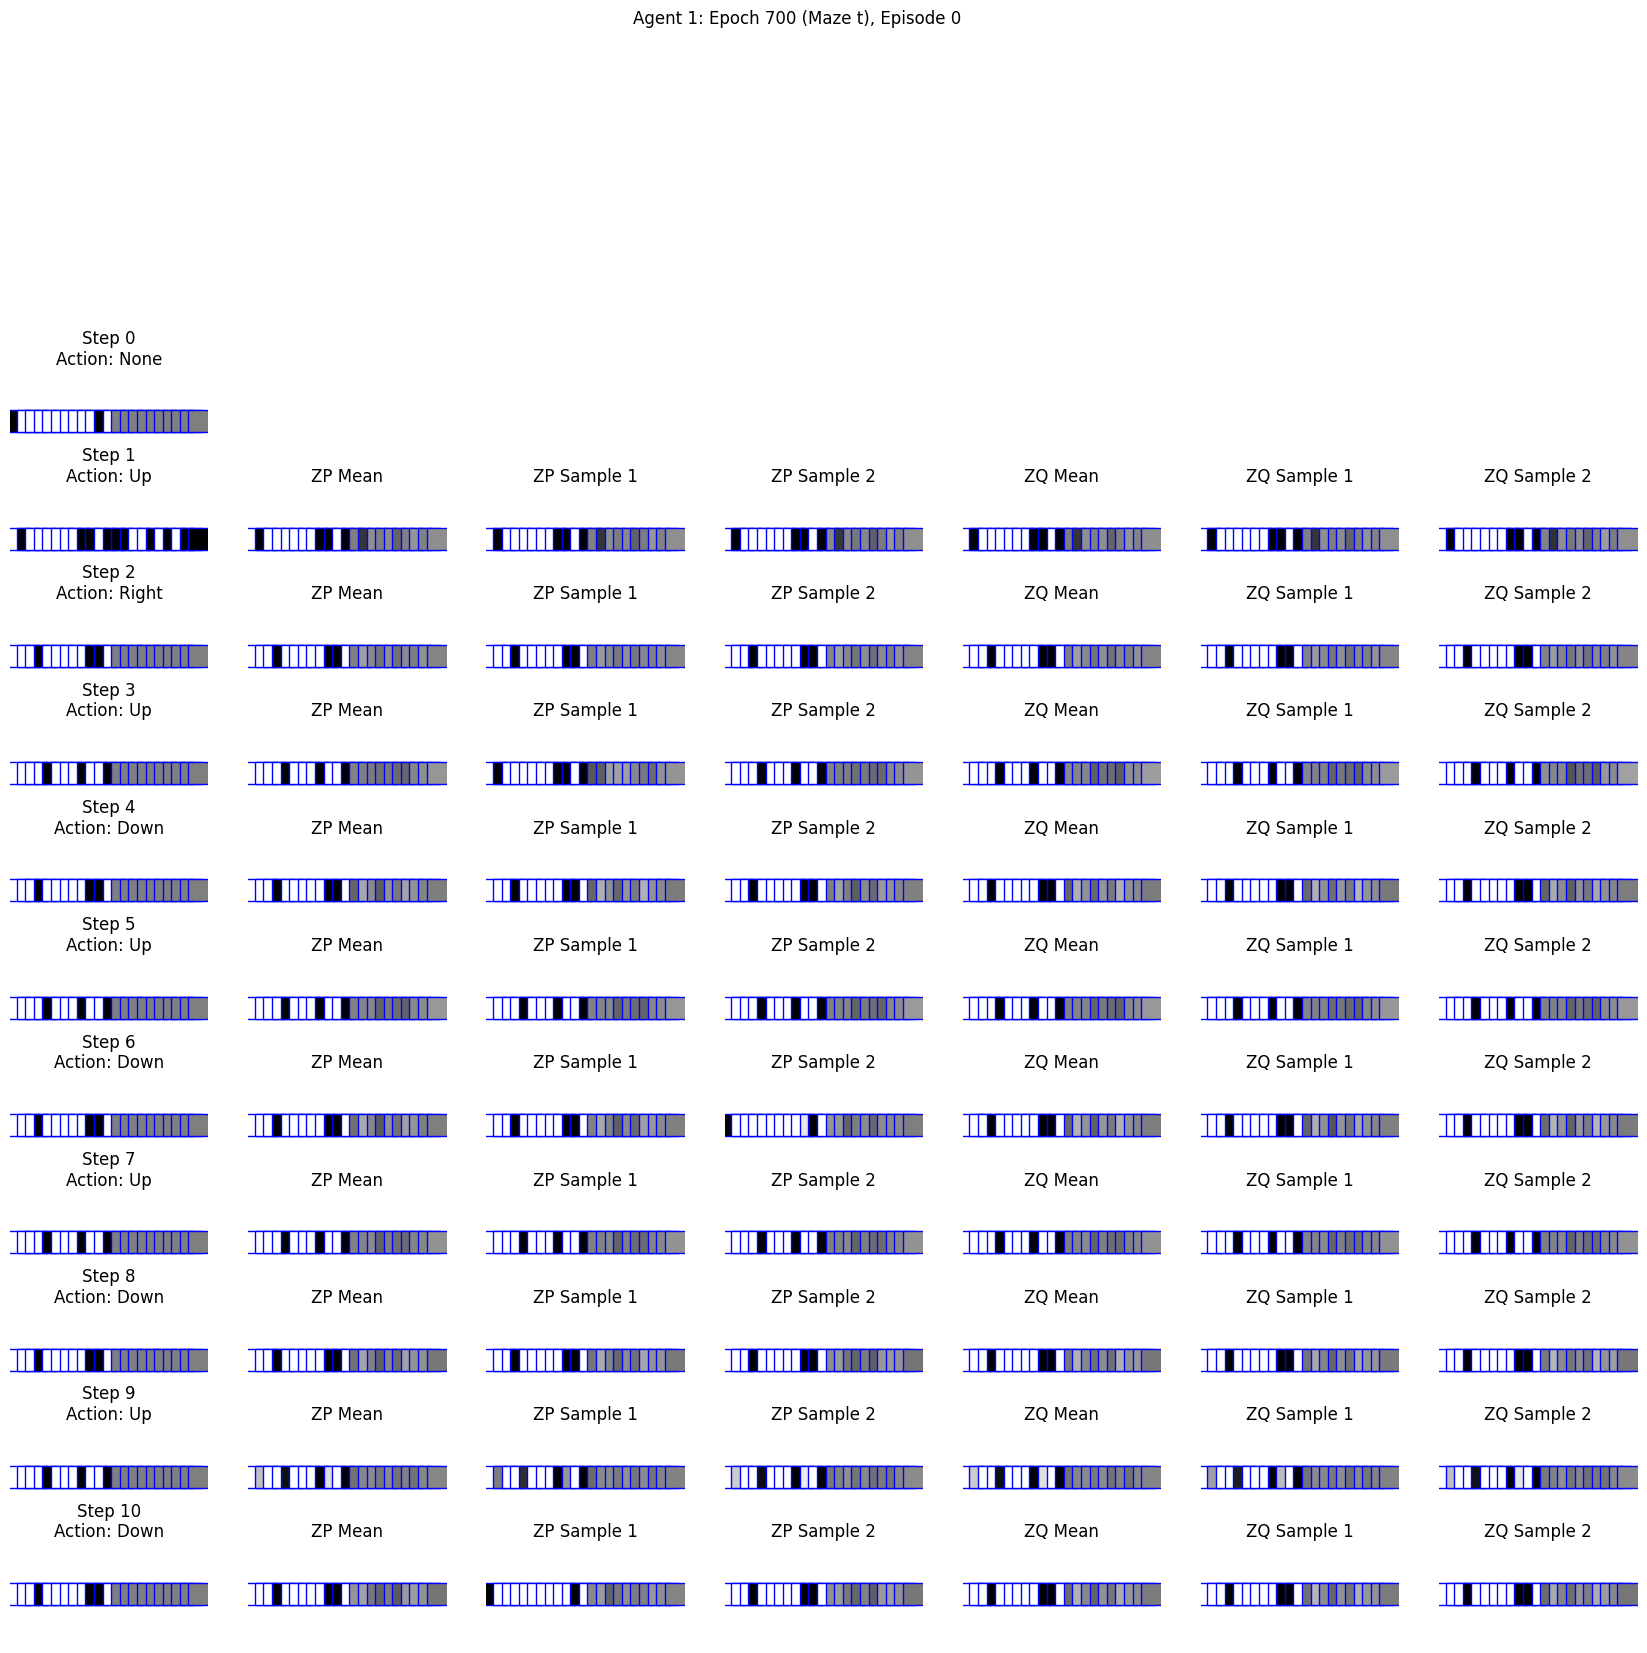 Agent 1: Epoch 700 (Maze t), Episode 0
Step 0
Action: None
Step 1
Action: Up
ZP Mean
ZP Sample 1
ZP Sample 2
ZQ Mean
ZQ Sample 1
ZQ Sample 2
Step 2
Action: Right
ZP Mean
ZP Sample 1
ZP Sample 2
ZQ Mean
ZQ Sample 1
ZQ Sample 2
Step 3
Action: Up
ZP Mean
ZP Sample 1
ZP Sample 2
ZQ Mean
ZQ Sample 1
ZQ Sample 2
Step 4
Action: Down
ZP Mean
ZP Sample 1
ZP Sample 2
ZQ Mean
ZQ Sample 1
ZQ Sample 2
Step 5
Action: Up
ZP Mean
ZP Sample 1
ZP Sample 2
ZQ Mean
ZQ Sample 1
ZQ Sample 2
Step 6
Action: Down
ZP Mean
ZP Sample 1
ZP Sample 2
ZQ Mean
ZQ Sample 1
ZQ Sample 2
Step 7
Action: Up
ZP Mean
ZP Sample 1
ZP Sample 2
ZQ Mean
ZQ Sample 1
ZQ Sample 2
Step 8
Action: Down
ZP Mean
ZP Sample 1
ZP Sample 2
ZQ Mean
ZQ Sample 1
ZQ Sample 2
Step 9
Action: Up
ZP Mean
ZP Sample 1
ZP Sample 2
ZQ Mean
ZQ Sample 1
ZQ Sample 2
Step 10
Action: Down
ZP Mean
ZP Sample 1
ZP Sample 2
ZQ Mean
ZQ Sample 1
ZQ Sample 2